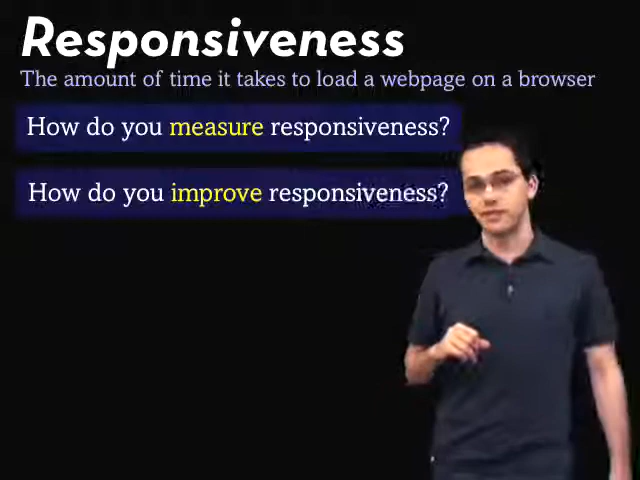 Responsiveness
The amount of time it takes to load a webpage on a browser
How do you measure responsiveness?
How do you improve responsiveness?